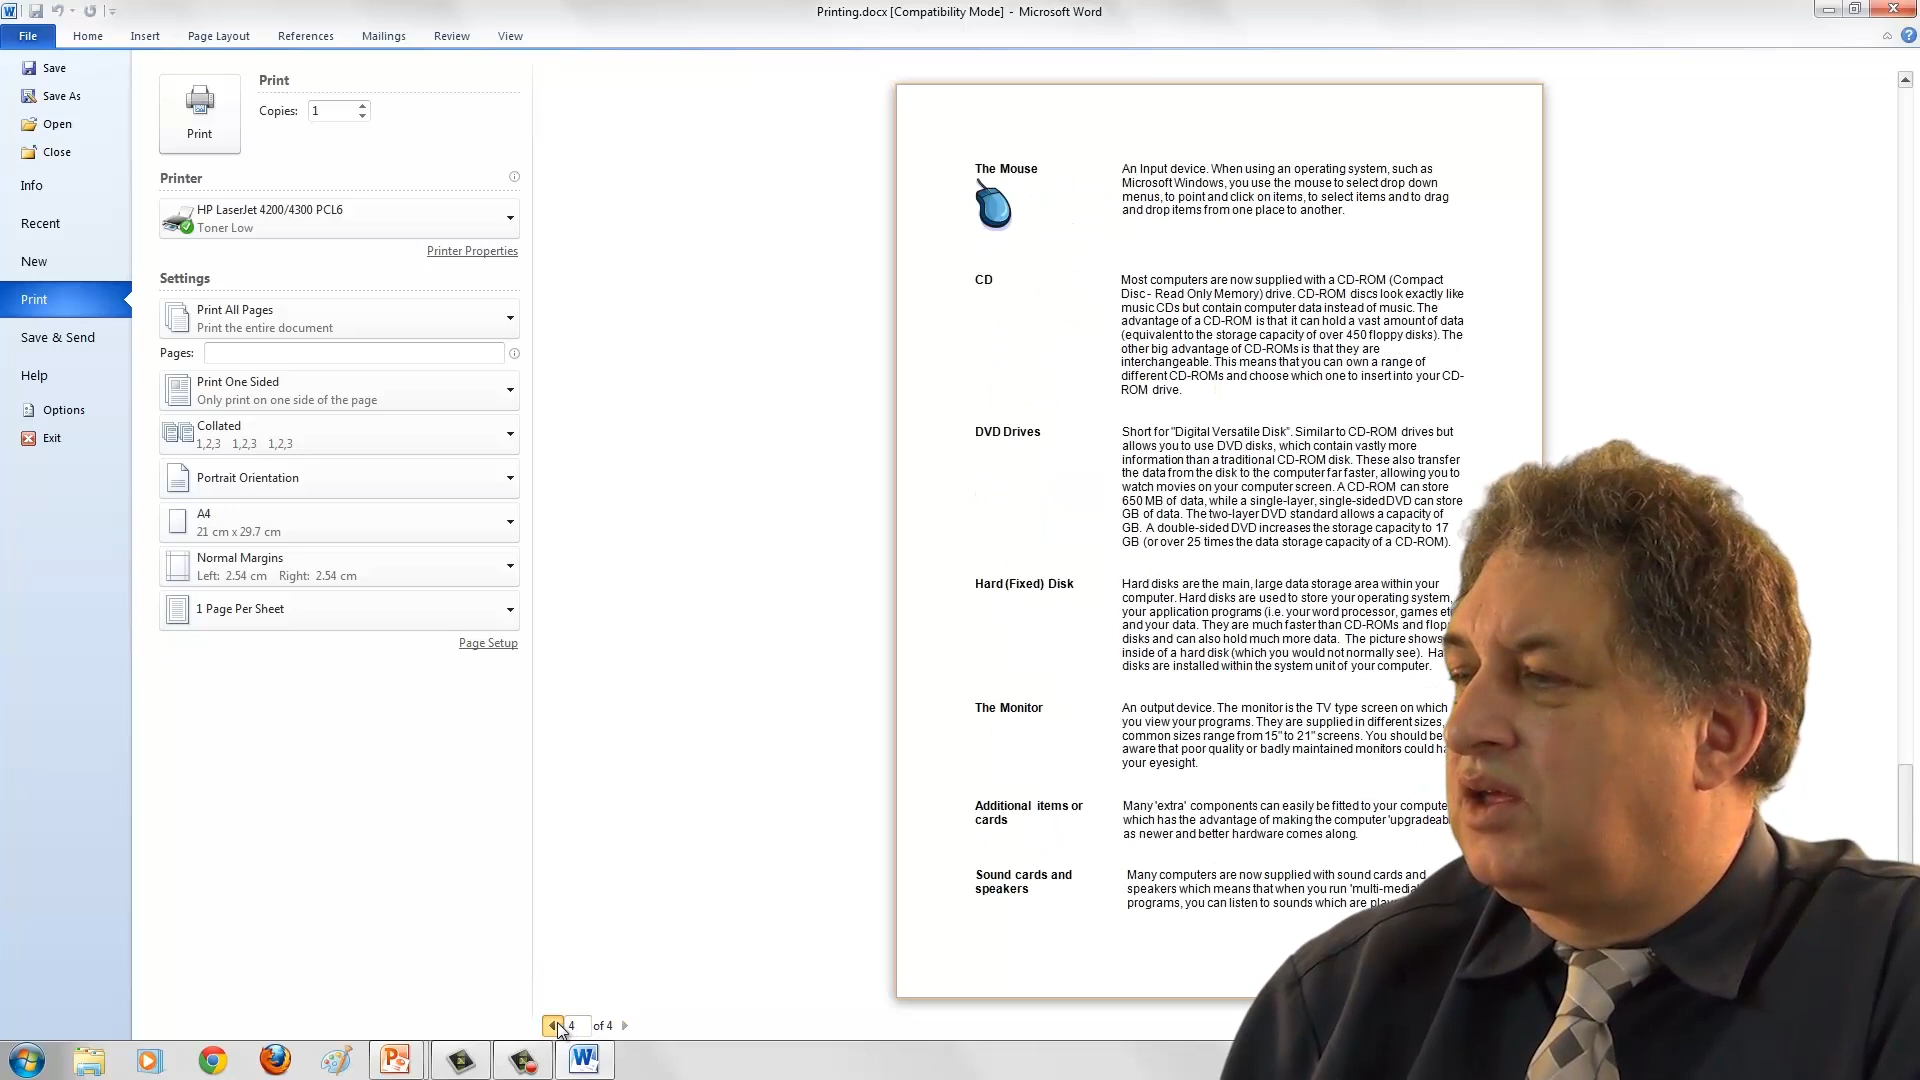 Printing.docx [Compatibility Mode] - Microsoft Word
File Home Insert Page Layout References Mailings Review View
Save
Save As
Open
Close
Info
Recent
New
Print
Save & Send
Help
Options
Exit
Print
Print
Copies: 1
Printer
HP LaserJet 4200/4300 PCL6
Toner Low
Printer Properties
Settings
Print All Pages
Print the entire document
Pages:
Print One Sided
Only print on one side of the page
Collated
1,2,3 1,2,3 1,2,3
Portrait Orientation
A4
21 cm x 29.7 cm
Normal Margins
Left: 2.54 cm Right: 2.54 cm
1 Page Per Sheet
Page Setup
The Mouse
An Input device. When using an operating system, such as
Microsoft Windows, you use the mouse to select drop down
menus, to point and click on items, to select items and to drag
and drop items from one place to another.
CD
Most computers are now supplied with a CD-ROM (Compact
Disc - Read Only Memory) drive. CD-ROM discs look exactly like
music CDs but contain computer data instead of music. The
advantage of a CD-ROM is that it can hold a vast amount of data
(equivalent to the storage capacity of over 450 floppy disks). The
other big advantage of CD-ROMs is that they are
interchangeable. This means that you can own a range of
different CD-ROMs and choose which one to insert into your CD-
ROM drive.
DVD Drives
Short for "Digital Versatile Disk". Similar to CD-ROM drives but
allows you to use DVD disks, which contain vastly more
information than a traditional CD-ROM disk. These also transfer
the data from the disk to the computer far faster, allowing you to
watch movies on your computer screen. A CD-ROM can store
650 MB of data, while a single-layer, single-sided DVD can store
GB of data. The two-layer DVD standard allows a capacity of
GB. A double-sided DVD increases the storage capacity to 17
GB (or over 25 times the data storage capacity of a CD-ROM).
Hard (Fixed) Disk
Hard disks are the main, large data storage area within your
computer. Hard disks are used to store your operating system,
your application programs (i.e. your word processor, games
and your data. They are much faster than CD-ROMs and
disks and can also hold much more data. The picture shows
inside of a hard disk (which you would not normally see).
disks are installed within the system unit of your computer.
The Monitor
An output device. The monitor is the TV type screen on which
you view your programs. They are supplied in different sizes,
common sizes range from 15" to 21" screens. You should be
aware that poor quality or badly maintained monitors could
your eyesight.
Additional items or
cards
Many 'extra' components can easily be fitted to your
which has the advantage of making the computer
as newer and better hardware comes along.
Sound cards and
speakers
Many computers are now supplied with sound cards and
speakers which means that when you run
programs, you can listen to sounds which are
4 of 4